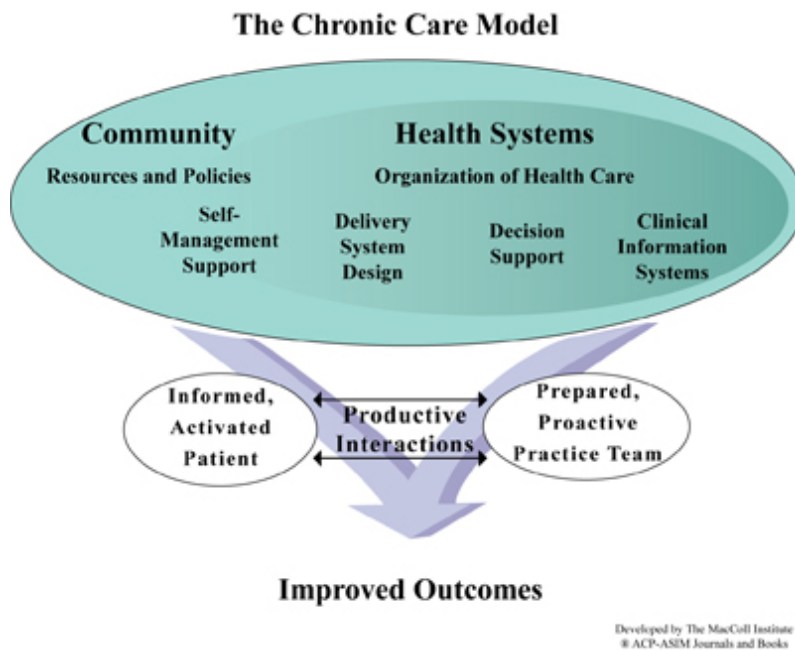 The Chronic Care Model
Community
Resources and Policies
Health Systems
Organization of Health Care
Self-
Management
Support
Delivery
System
Design
Decision
Support
Clinical
Information
Systems
Informed,
Activated
Patient
Productive
Interactions
Prepared,
Proactive
Practice Team
Improved Outcomes
Developed by The MacColl Institute
® ACP-ASIM Journals and Books